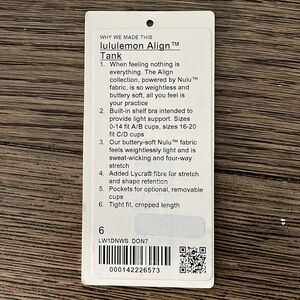 WHY WE MADE THIS
lululemon Align™
Tank
1. When feeling nothing is
everything. The Align
collection, powered by Nulu™
fabric, is so weightless and
buttery soft, all you feel is
your practice
2. Built-in shelf bra intended to
provide light support. Sizes
0-14 fit A/B cups, sizes 16-20
fit C/D cups
3. Our buttery-soft Nulu™ fabric
feels weightlessly light and is
sweat-wicking and four-way
stretch
4. Added Lycra® fibre for stretch
and shape retention
5. Pockets for optional, removable
cups
6. Tight fit, cropped length
6
LW1DNWS DON7
000142226573